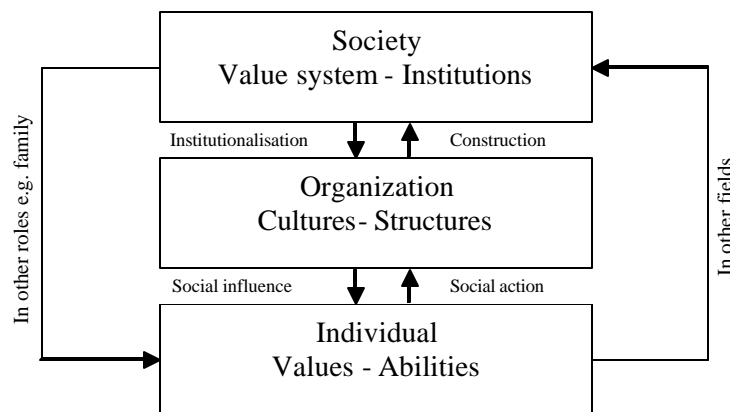 Society
Value system - Institutions
Institutionalisation
Construction
Organization
Cultures- Structures
Social influence
Social action
Individual
Values - Abilities
In other roles e.g. family
In other fields